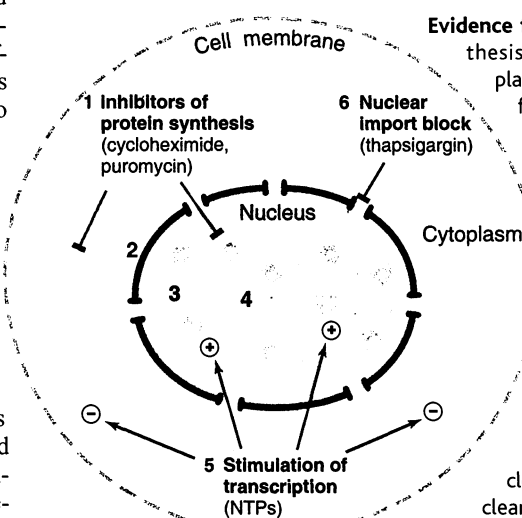 Cell membrane
Evidence
thesis
pla
f
1 Inhibitors of
protein synthesis
(cycloheximide,
puromycin)
6 Nuclear
import block
(thapsigargin)
Nucleus
Cytoplasm
2
3
4
+
+
−
−
5 Stimulation of
transcription
(NTPs)
s
o
s
d
cl
clear